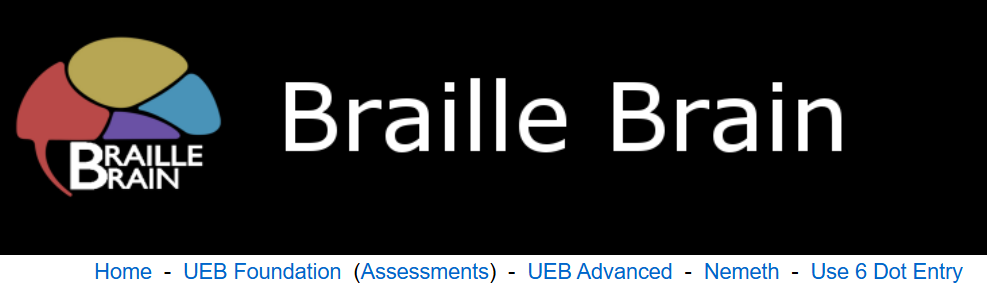 BRAILLE
BRAIN
Braille Brain
Home - UEB Foundation (Assessments) - UEB Advanced - Nemeth - Use 6 Dot Entry